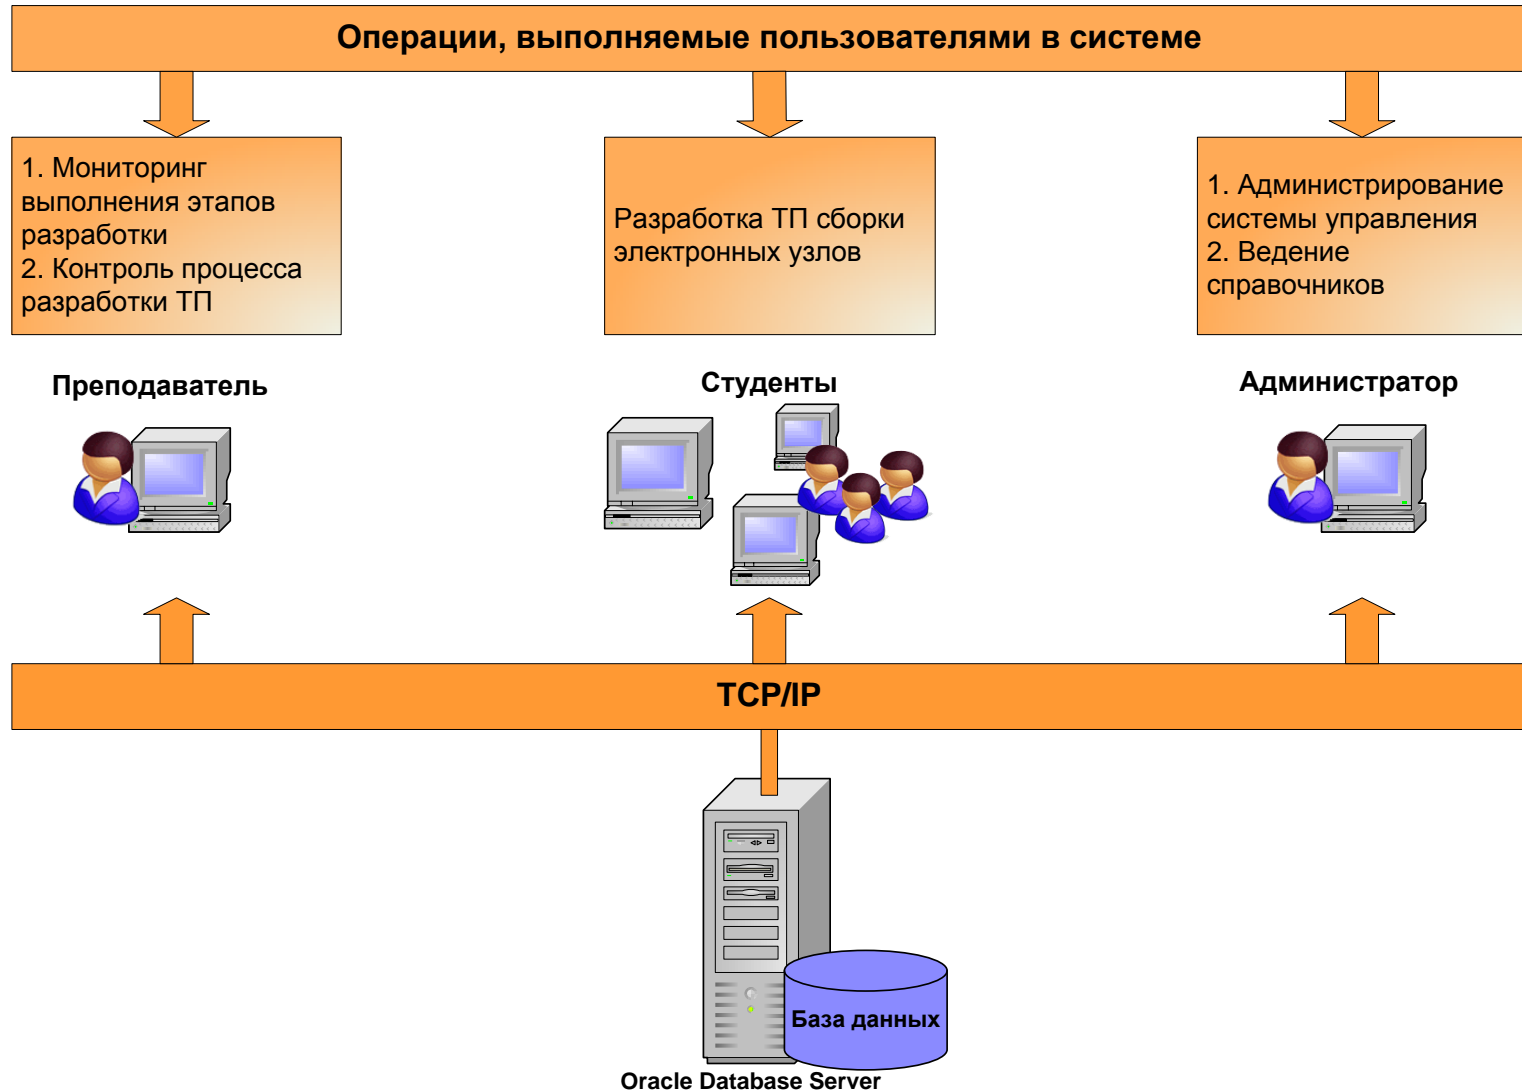 Операции, выполняемые пользователями в системе
1. Мониторинг
выполнения этапов
разработки
2. Контроль процесса
разработки ТП
Разработка ТП сборки
электронных узлов
1. Администрирование
системы управления
2. Ведение
справочников
Преподаватель
Студенты
Администратор
TCP/IP
База данных
Oracle Database Server